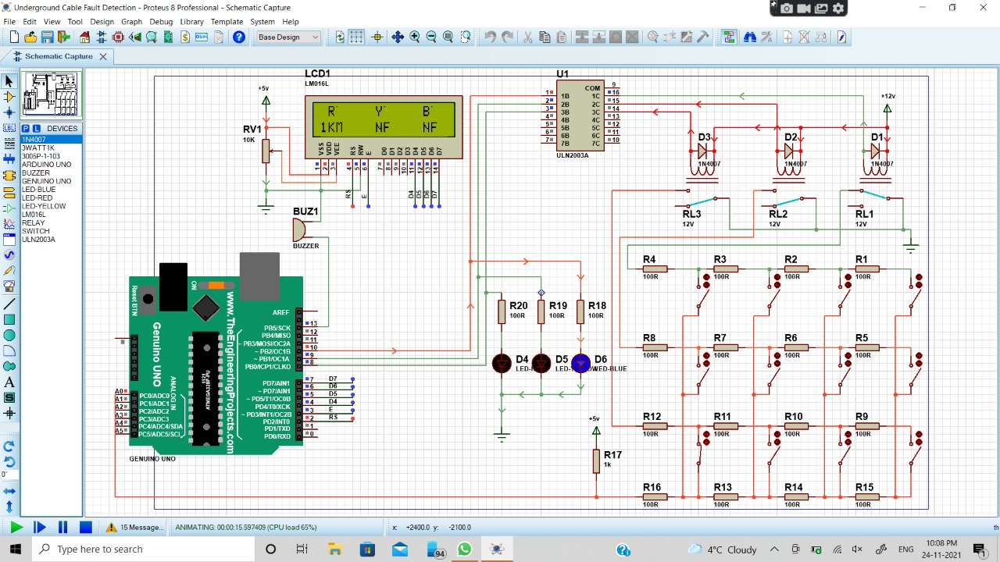 Underground Cable Fault Detection - Proteus 8 Professional - Schematic Capture
File Edit View Tool Design Graph Debug Library Template System Help
Base Design
Schematic Capture
P L DEVICES
1N4007
3WATT1K
3005P-1-103
ARDUINO UNO
BUZZER
GENUINO UNO
LED-BLUE
LED-RED
LED-YELLOW
LM016L
RELAY
SWITCH
ULN2003A
LBL
A
0°
LCD1
LM016L
R Y B
1KM NF NF
VSS VDD VEE RS RW E D0 D1 D2 D3 D4 D5 D6 D7
1 2 3 4 5 6 7 8 9 10 11 12 13 14
RS E D4 D5 D6 D7
+5v
RV1
10K
BUZ1
BUZZER
U1
COM 9
1 1B 1C 16
2 2B 2C 15
3 3B 3C 14
4 4B 4C 13
5 5B 5C 12
6 6B 6C 11
7 7B 7C 10
ULN2003A
+12v
D3 D2 D1
1N4007 1N4007 1N4007
RL3 RL2 RL1
12V 12V 12V
R4 R3 R2 R1
100R 100R 100R 100R
R8 R7 R6 R5
100R 100R 100R 100R
R12 R11 R10 R9
100R 100R 100R 100R
R16 R13 R14 R15
100R 100R 100R 100R
R20 R19 R18
100R 100R 100R
D4 D5 D6
LED- LED- LED-BLUE
+5v
R17
1k
Reset BTN
ON
Genuino UNO
www.TheEngineeringProjects.com
ANALOG IN
ATMEGA328P-PU
1121
AREF
PB5/SCK 13
PB4/MISO 12
~ PB3/MOSI/OC2A 11
~ PB2/OC1B 10
~ PB1/OC1A 9
PB0/ICP1/CLKO 8
PD7/AIN1 7 D7
~ PD7/AIN1 6 D6
~ PD5/T1/OC0B 5 D5
PD4/T0/XCK 4 D4
~ PD3/INT1/OC2B 3 E
PD2/INT0 2 RS
PD1/TXD 1
PD0/RXD 0
A0 PC0/ADC0
A1 PC1/ADC1
A2 PC2/ADC2
A3 PC3/ADC3
A4 PC4/ADC4/SDA
A5 PC5/ADC5/SCL
GENUINO UNO
15 Message...
ANIMATING: 00:00:15.597409 (CPU load 65%)
x: +2400.0 y: -2100.0
th
Type here to search
94
4°C Cloudy
ENG
10:08 PM
24-11-2021
1